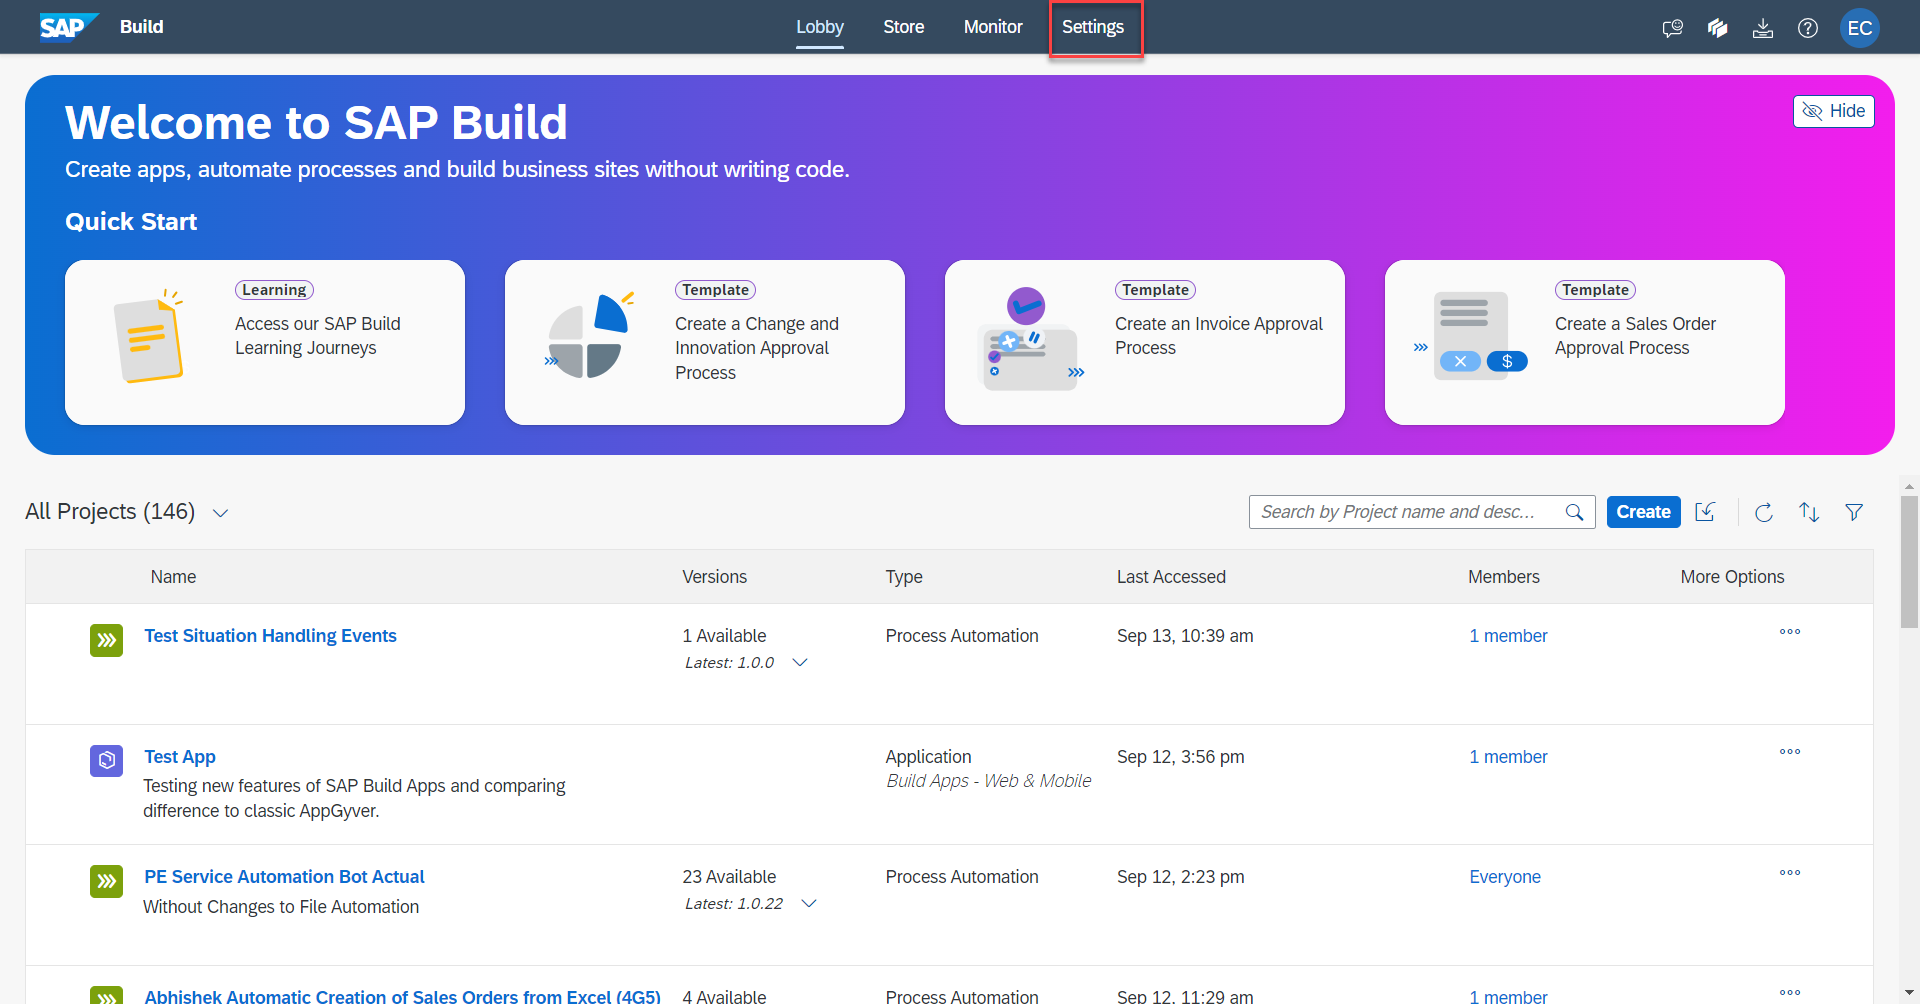 SAP Build Lobby Store Monitor Settings EC
Welcome to SAP Build
Hide
Create apps, automate processes and build business sites without writing code.
Quick Start
Learning
Access our SAP Build
Learning Journeys
Template
Create a Change and
Innovation Approval
Process
Template
Create an Invoice Approval
Process
Template
Create a Sales Order
Approval Process
$
All Projects (146)
Search by Project name and desc...
Create
Name Versions Type Last Accessed Members More Options
Test Situation Handling Events 1 Available Process Automation Sep 13, 10:39 am 1 member
Latest: 1.0.0
Test App Application Sep 12, 3:56 pm 1 member
Build Apps - Web & Mobile
Testing new features of SAP Build Apps and comparing
difference to classic AppGyver.
PE Service Automation Bot Actual 23 Available Process Automation Sep 12, 2:23 pm Everyone
Latest: 1.0.22
Without Changes to File Automation
Abhishek Automatic Creation of Sales Orders from Excel (4G5) 4 Available Process Automation Sep 12, 11:29 am 1 member